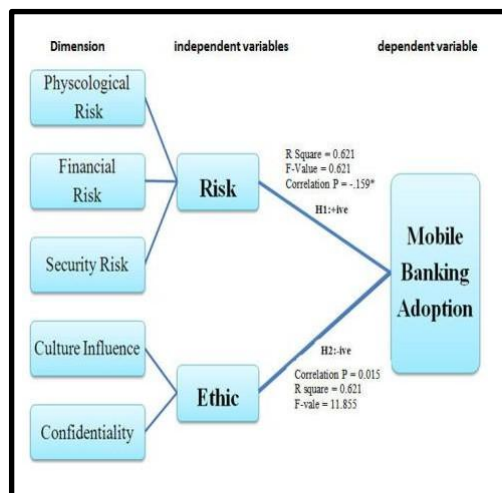 Dimension
independent variables
dependent variable
Physcological
Risk
Financial
Risk
Security Risk
Culture Influence
Confidentiality
Risk
Ethic
R Square = 0.621
F-Value = 0.621
Correlation P = -.159*
H1:+ive
H2:-ive
Correlation P = 0.015
R square = 0.621
F-vale = 11.855
Mobile
Banking
Adoption